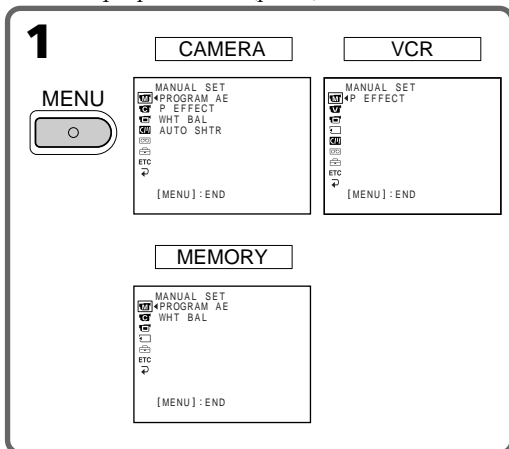 1
MENU
CAMERA
MANUAL SET
PROGRAM AE
P EFFECT
WHT BAL
AUTO SHTR
ETC
[MENU] : END
VCR
MANUAL SET
P EFFECT
ETC
[MENU] : END
MEMORY
MANUAL SET
PROGRAM AE
WHT BAL
ETC
[MENU] : END